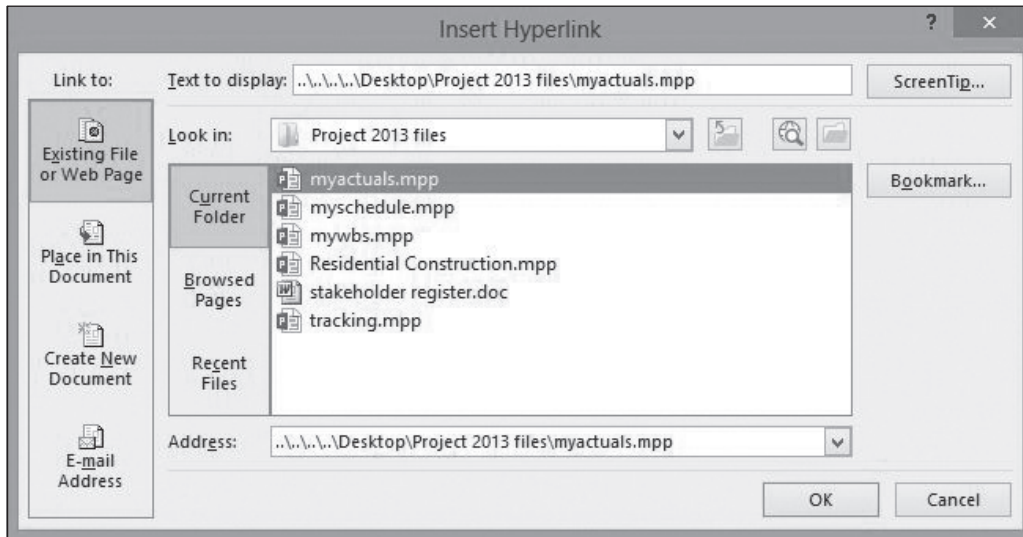 Insert Hyperlink
?
×
Link to:
Text to display:
..\..\..\..\Desktop\Project 2013 files\myactuals.mpp
ScreenTip...
Existing File
or Web Page
Place in This
Document
Create New
Document
E-mail
Address
Look in:
Project 2013 files
Current
Folder
Browsed
Pages
Recent
Files
myactuals.mpp
myschedule.mpp
mywbs.mpp
Residential Construction.mpp
stakeholder register.doc
tracking.mpp
Bookmark...
Address:
..\..\..\..\Desktop\Project 2013 files\myactuals.mpp
OK
Cancel